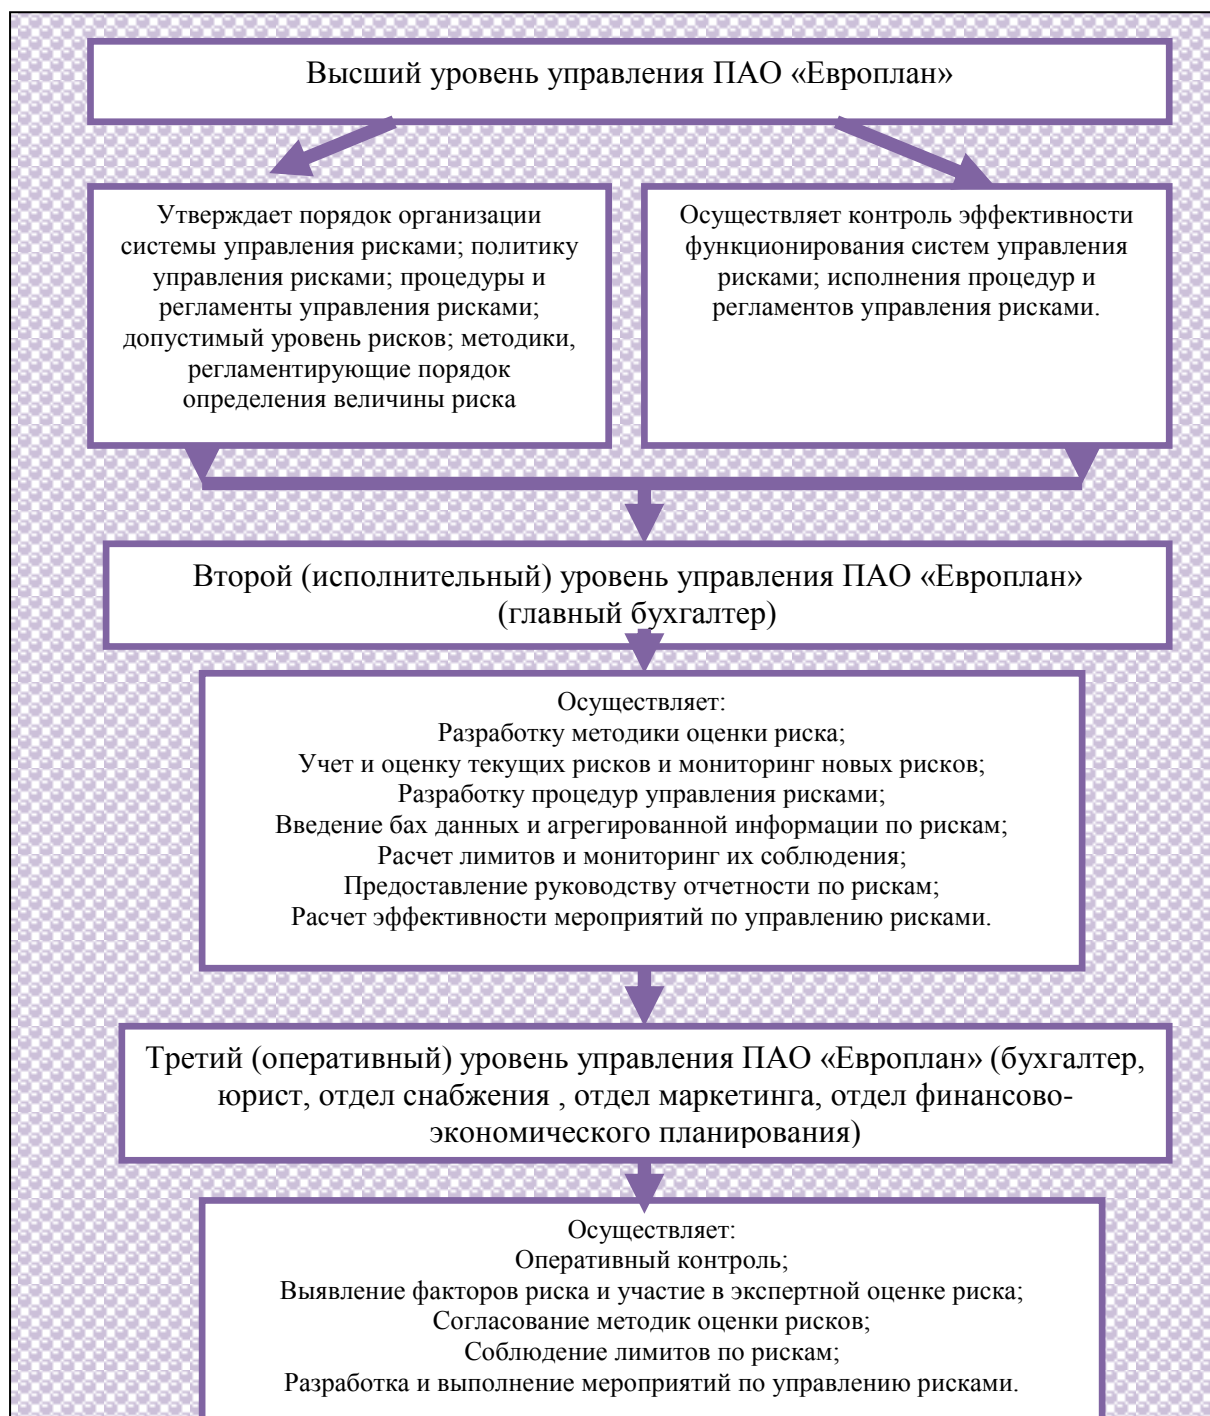 Высший уровень управления ПАО «Европлан»
Утверждает порядок организации
системы управления рисками; политику
управления рисками; процедуры и
регламенты управления рисками;
допустимый уровень рисков; методики,
регламентирующие порядок
определения величины риска
Осуществляет контроль эффективности
функционирования систем управления
рисками; исполнения процедур и
регламентов управления рисками.
Второй (исполнительный) уровень управления ПАО «Европлан»
(главный бухгалтер)
Осуществляет:
Разработку методики оценки риска;
Учет и оценку текущих рисков и мониторинг новых рисков;
Разработку процедур управления рисками;
Введение бах данных и агрегированной информации по рискам;
Расчет лимитов и мониторинг их соблюдения;
Предоставление руководству отчетности по рискам;
Расчет эффективности мероприятий по управлению рисками.
Третий (оперативный) уровень управления ПАО «Европлан» (бухгалтер,
юрист, отдел снабжения , отдел маркетинга, отдел финансово-
экономического планирования)
Осуществляет:
Оперативный контроль;
Выявление факторов риска и участие в экспертной оценке риска;
Согласование методик оценки рисков;
Соблюдение лимитов по рискам;
Разработка и выполнение мероприятий по управлению рисками.